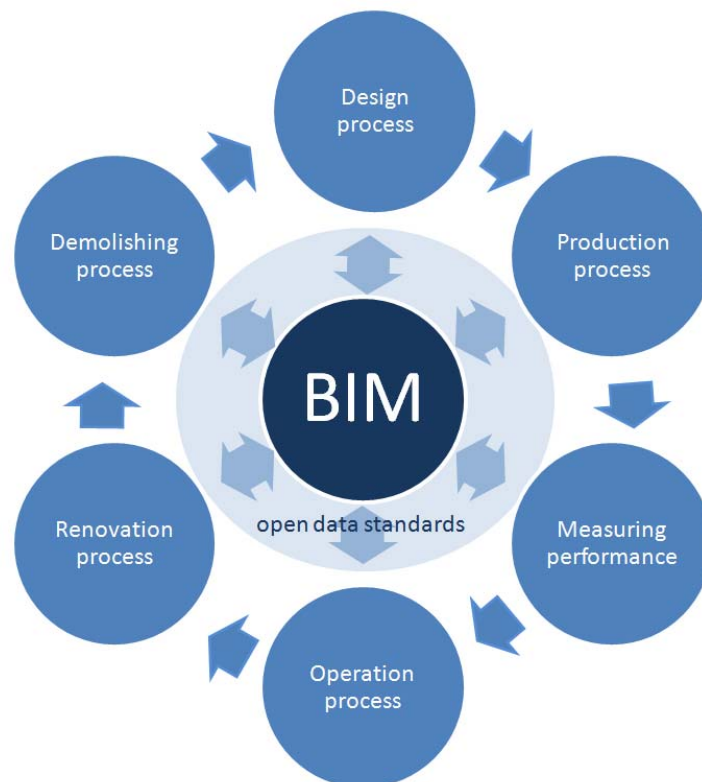 Design
process
Production
process
Measuring
performance
Operation
process
Renovation
process
Demolishing
process
BIM
open data standards